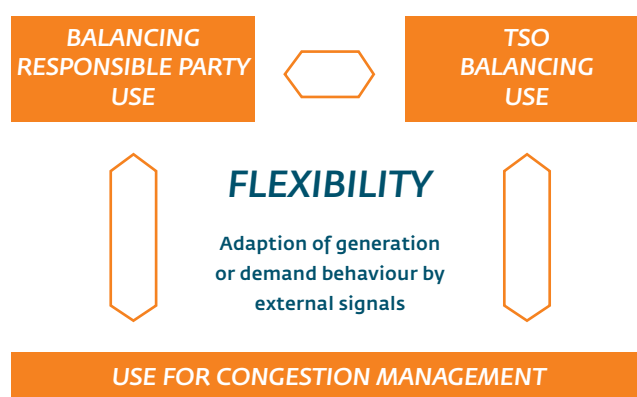 BALANCING
RESPONSIBLE PARTY
USE
TSO
BALANCING
USE
FLEXIBILITY
Adaption of generation
or demand behaviour by
external signals
USE FOR CONGESTION MANAGEMENT